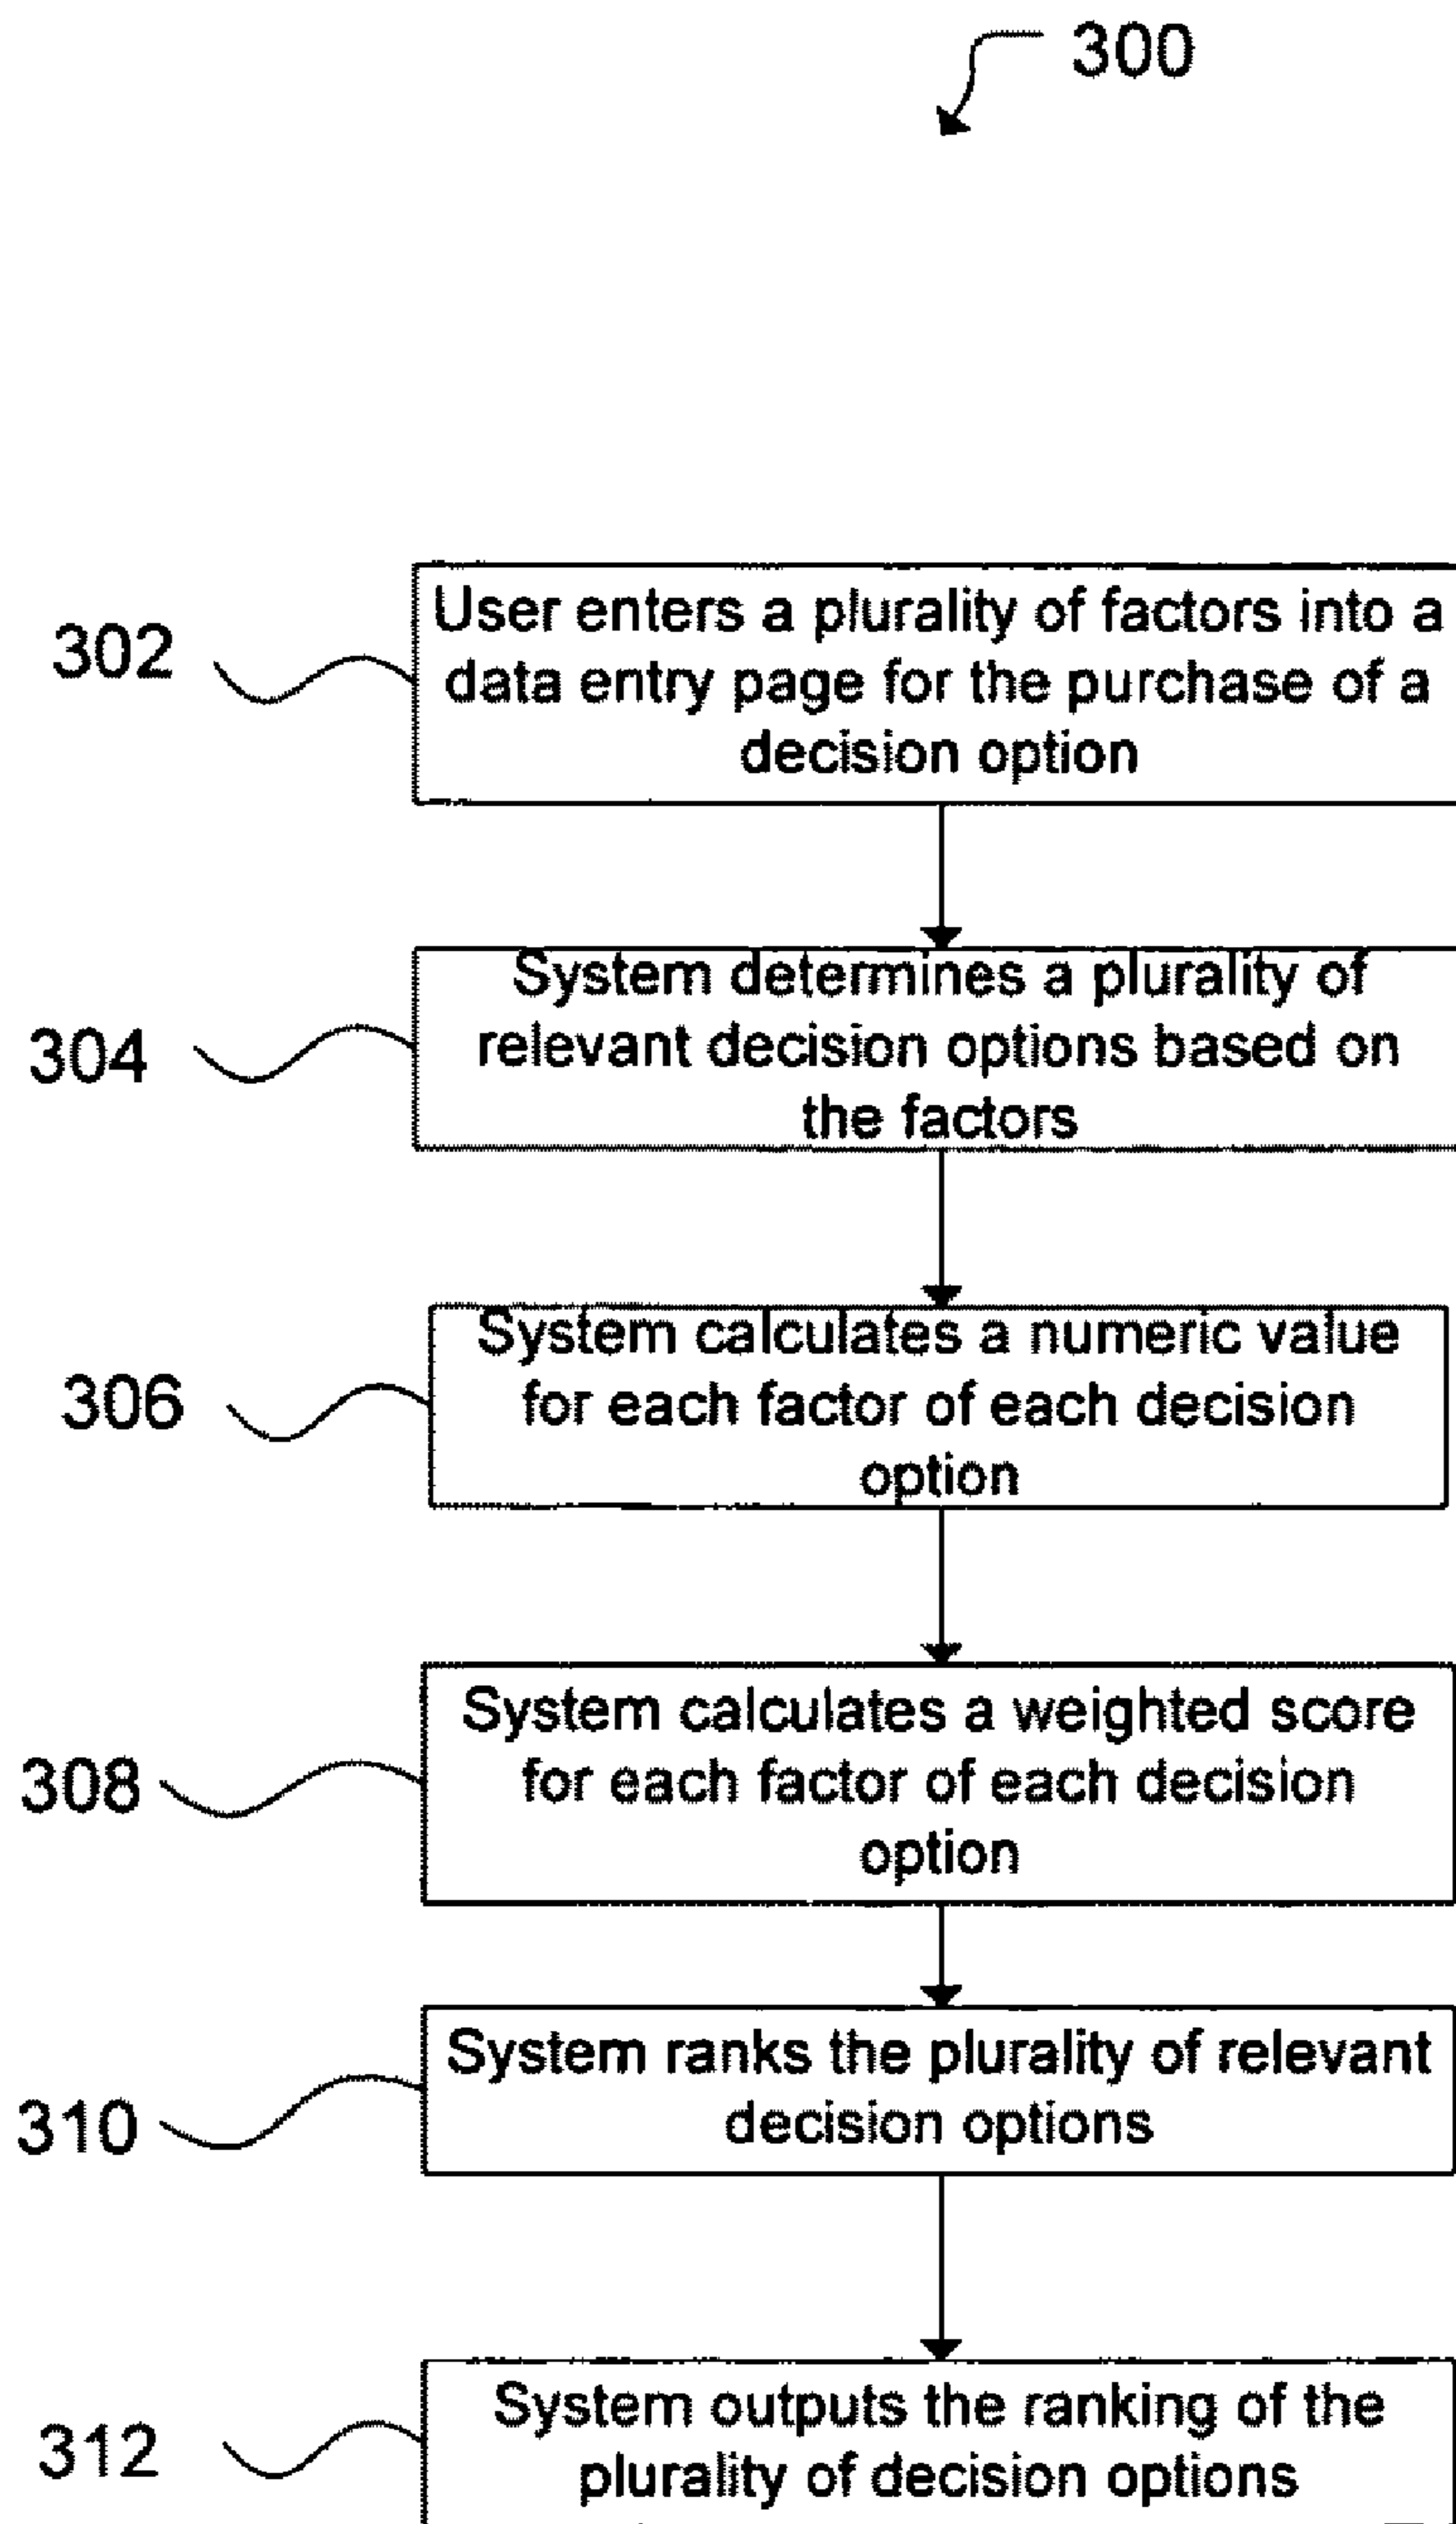 300
302
User enters a plurality of factors into a
data entry page for the purchase of a
decision option
304
System determines a plurality of
relevant decision options based on
the factors
306
System calculates a numeric value
for each factor of each decision
option
308
System calculates a weighted score
for each factor of each decision
option
310
System ranks the plurality of relevant
decision options
312
System outputs the ranking of the
plurality of decision options